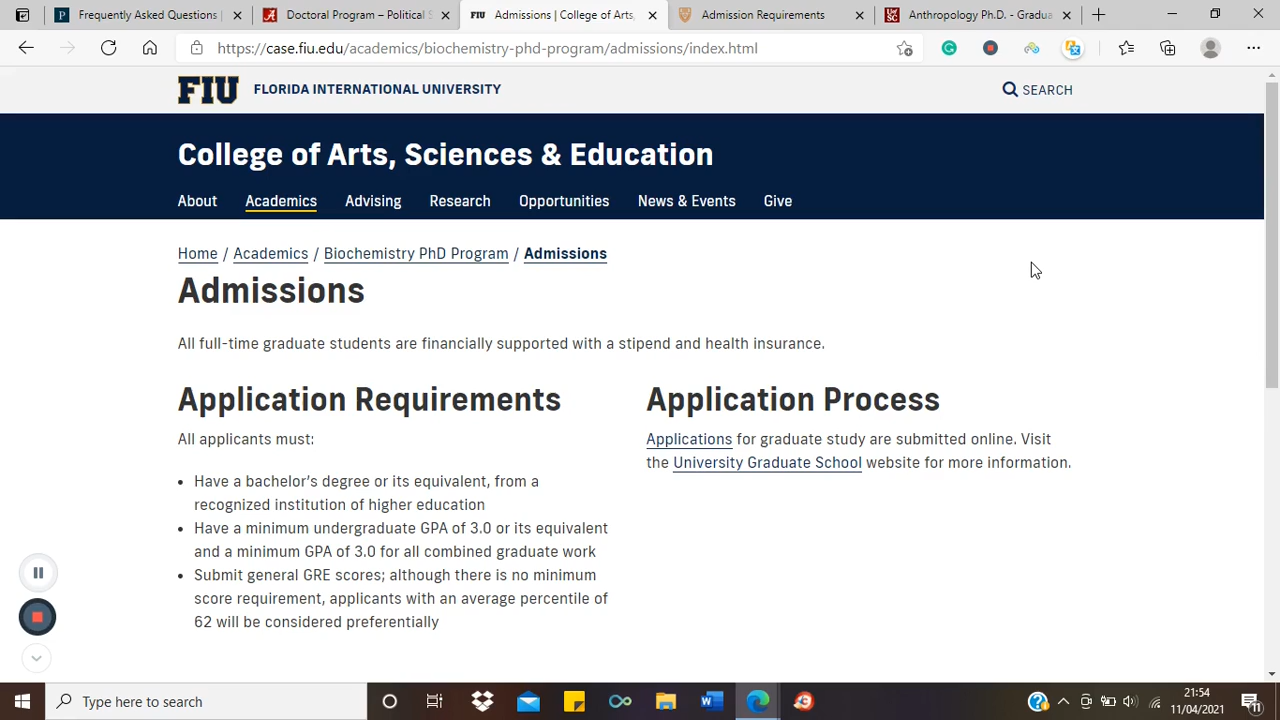 Frequently Asked Questions |
Doctoral Program – Political S
FIU
Admissions | College of Arts,
Admission Requirements
Anthropology Ph.D. - Gradua
https://case.fiu.edu/academics/biochemistry-phd-program/admissions/index.html
FIU FLORIDA INTERNATIONAL UNIVERSITY
SEARCH
College of Arts, Sciences & Education
About Academics Advising Research Opportunities News & Events Give
Home / Academics / Biochemistry PhD Program / Admissions
Admissions
All full-time graduate students are financially supported with a stipend and health insurance.
Application Requirements
All applicants must:
• Have a bachelor's degree or its equivalent, from a
recognized institution of higher education
• Have a minimum undergraduate GPA of 3.0 or its equivalent
and a minimum GPA of 3.0 for all combined graduate work
• Submit general GRE scores; although there is no minimum
score requirement, applicants with an average percentile of
62 will be considered preferentially
Application Process
Applications for graduate study are submitted online. Visit
the University Graduate School website for more information.
Type here to search
21:54
11/04/2021